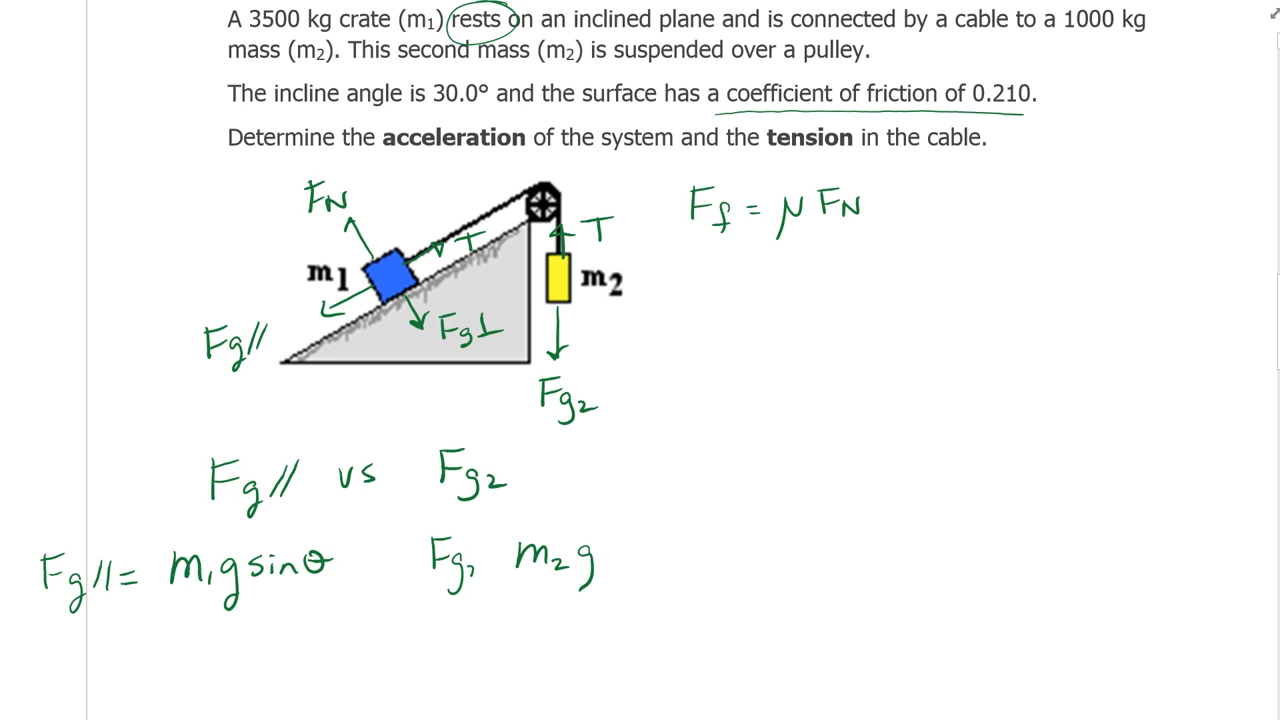 A 3500 kg crate (m₁) rests on an inclined plane and is connected by a cable to a 1000 kg
mass (m₂). This second mass (m₂) is suspended over a pulley.
The incline angle is 30.0° and the surface has a coefficient of friction of 0.210.
Determine the acceleration of the system and the tension in the cable.
FN
T
T
m1
m2
Fg//
Fg⊥
Fg2
Ff = μ FN
Fg// vs Fg2
Fg// = m₁g sinθ Fg₂ m₂g